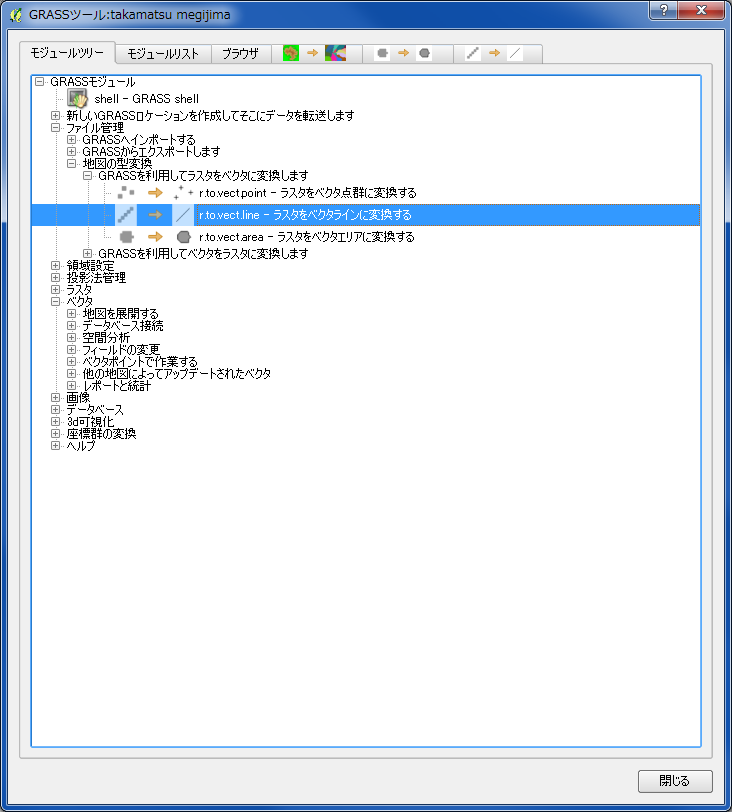 GRASSツール:takamatsu megijima
モジュールツリー
モジュールリスト
ブラウザ
GRASSモジュール
shell - GRASS shell
新しいGRASSロケーションを作成してそこにデータを転送します
ファイル管理
GRASSへインポートする
GRASSからエクスポートします
地図の型変換
GRASSを利用してラスタをベクタに変換します
r.to.vect.point - ラスタをベクタ点群に変換する
r.to.vect.line - ラスタをベクタラインに変換する
r.to.vect.area - ラスタをベクタエリアに変換する
GRASSを利用してベクタをラスタに変換します
領域設定
投影法管理
ラスタ
ベクタ
地図を展開する
データベース接続
空間分析
フィールドの変更
ベクタポイントで作業する
他の地図によってアップデートされたベクタ
レポートと統計
画像
データベース
3d可視化
座標群の変換
ヘルプ
閉じる